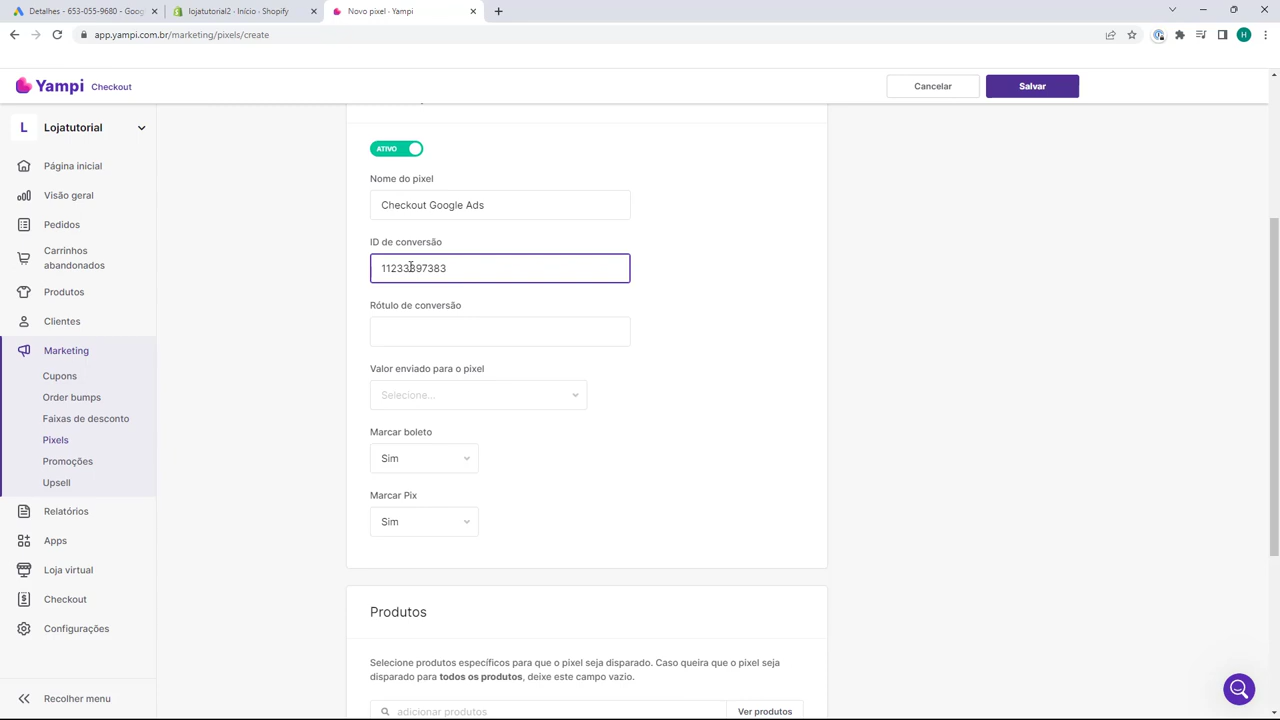 Detalhes - 653-055-9680 - Goog
lojatutorial2 - Início - Shopify
Novo pixel - Yampi
app.yampi.com.br/marketing/pixels/create
H
Yampi Checkout
Cancelar
Salvar
L Lojatutorial
Página inicial
Visão geral
Pedidos
Carrinhos
abandonados
Produtos
Clientes
Marketing
Cupons
Order bumps
Faixas de desconto
Pixels
Promoções
Upsell
Relatórios
Apps
Loja virtual
Checkout
Configurações
Recolher menu
ATIVO
Nome do pixel
Checkout Google Ads
ID de conversão
11233897383
Rótulo de conversão
Valor enviado para o pixel
Selecione...
Marcar boleto
Sim
Marcar Pix
Sim
Produtos
Selecione produtos específicos para que o pixel seja disparado. Caso queira que o pixel seja
disparado para todos os produtos, deixe este campo vazio.
adicionar produtos
Ver produtos